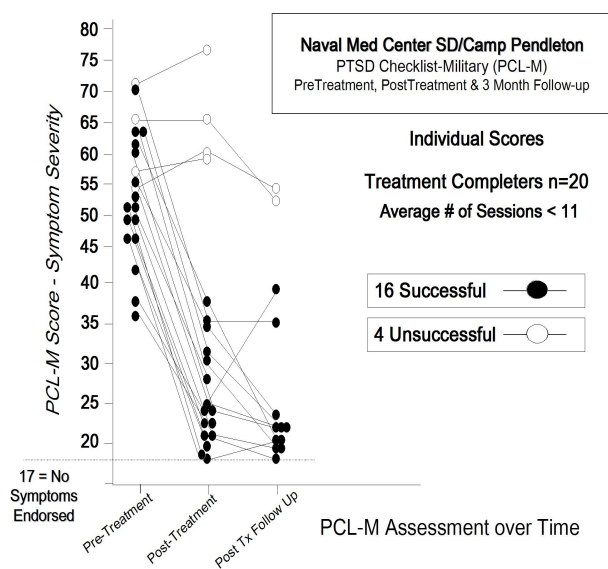 Naval Med Center SD/Camp Pendleton
PTSD Checklist-Military (PCL-M)
PreTreatment, PostTreatment & 3 Month Follow-up
Individual Scores
Treatment Completers n=20
Average # of Sessions < 11
16 Successful
4 Unsuccessful
PCL-M Score - Symptom Severity
80
75
70
65
60
55
50
45
40
35
30
25
20
17 = No
Symptoms
Endorsed
Pre-Treatment
Post-Treatment
Post Tx Follow Up
PCL-M Assessment over Time